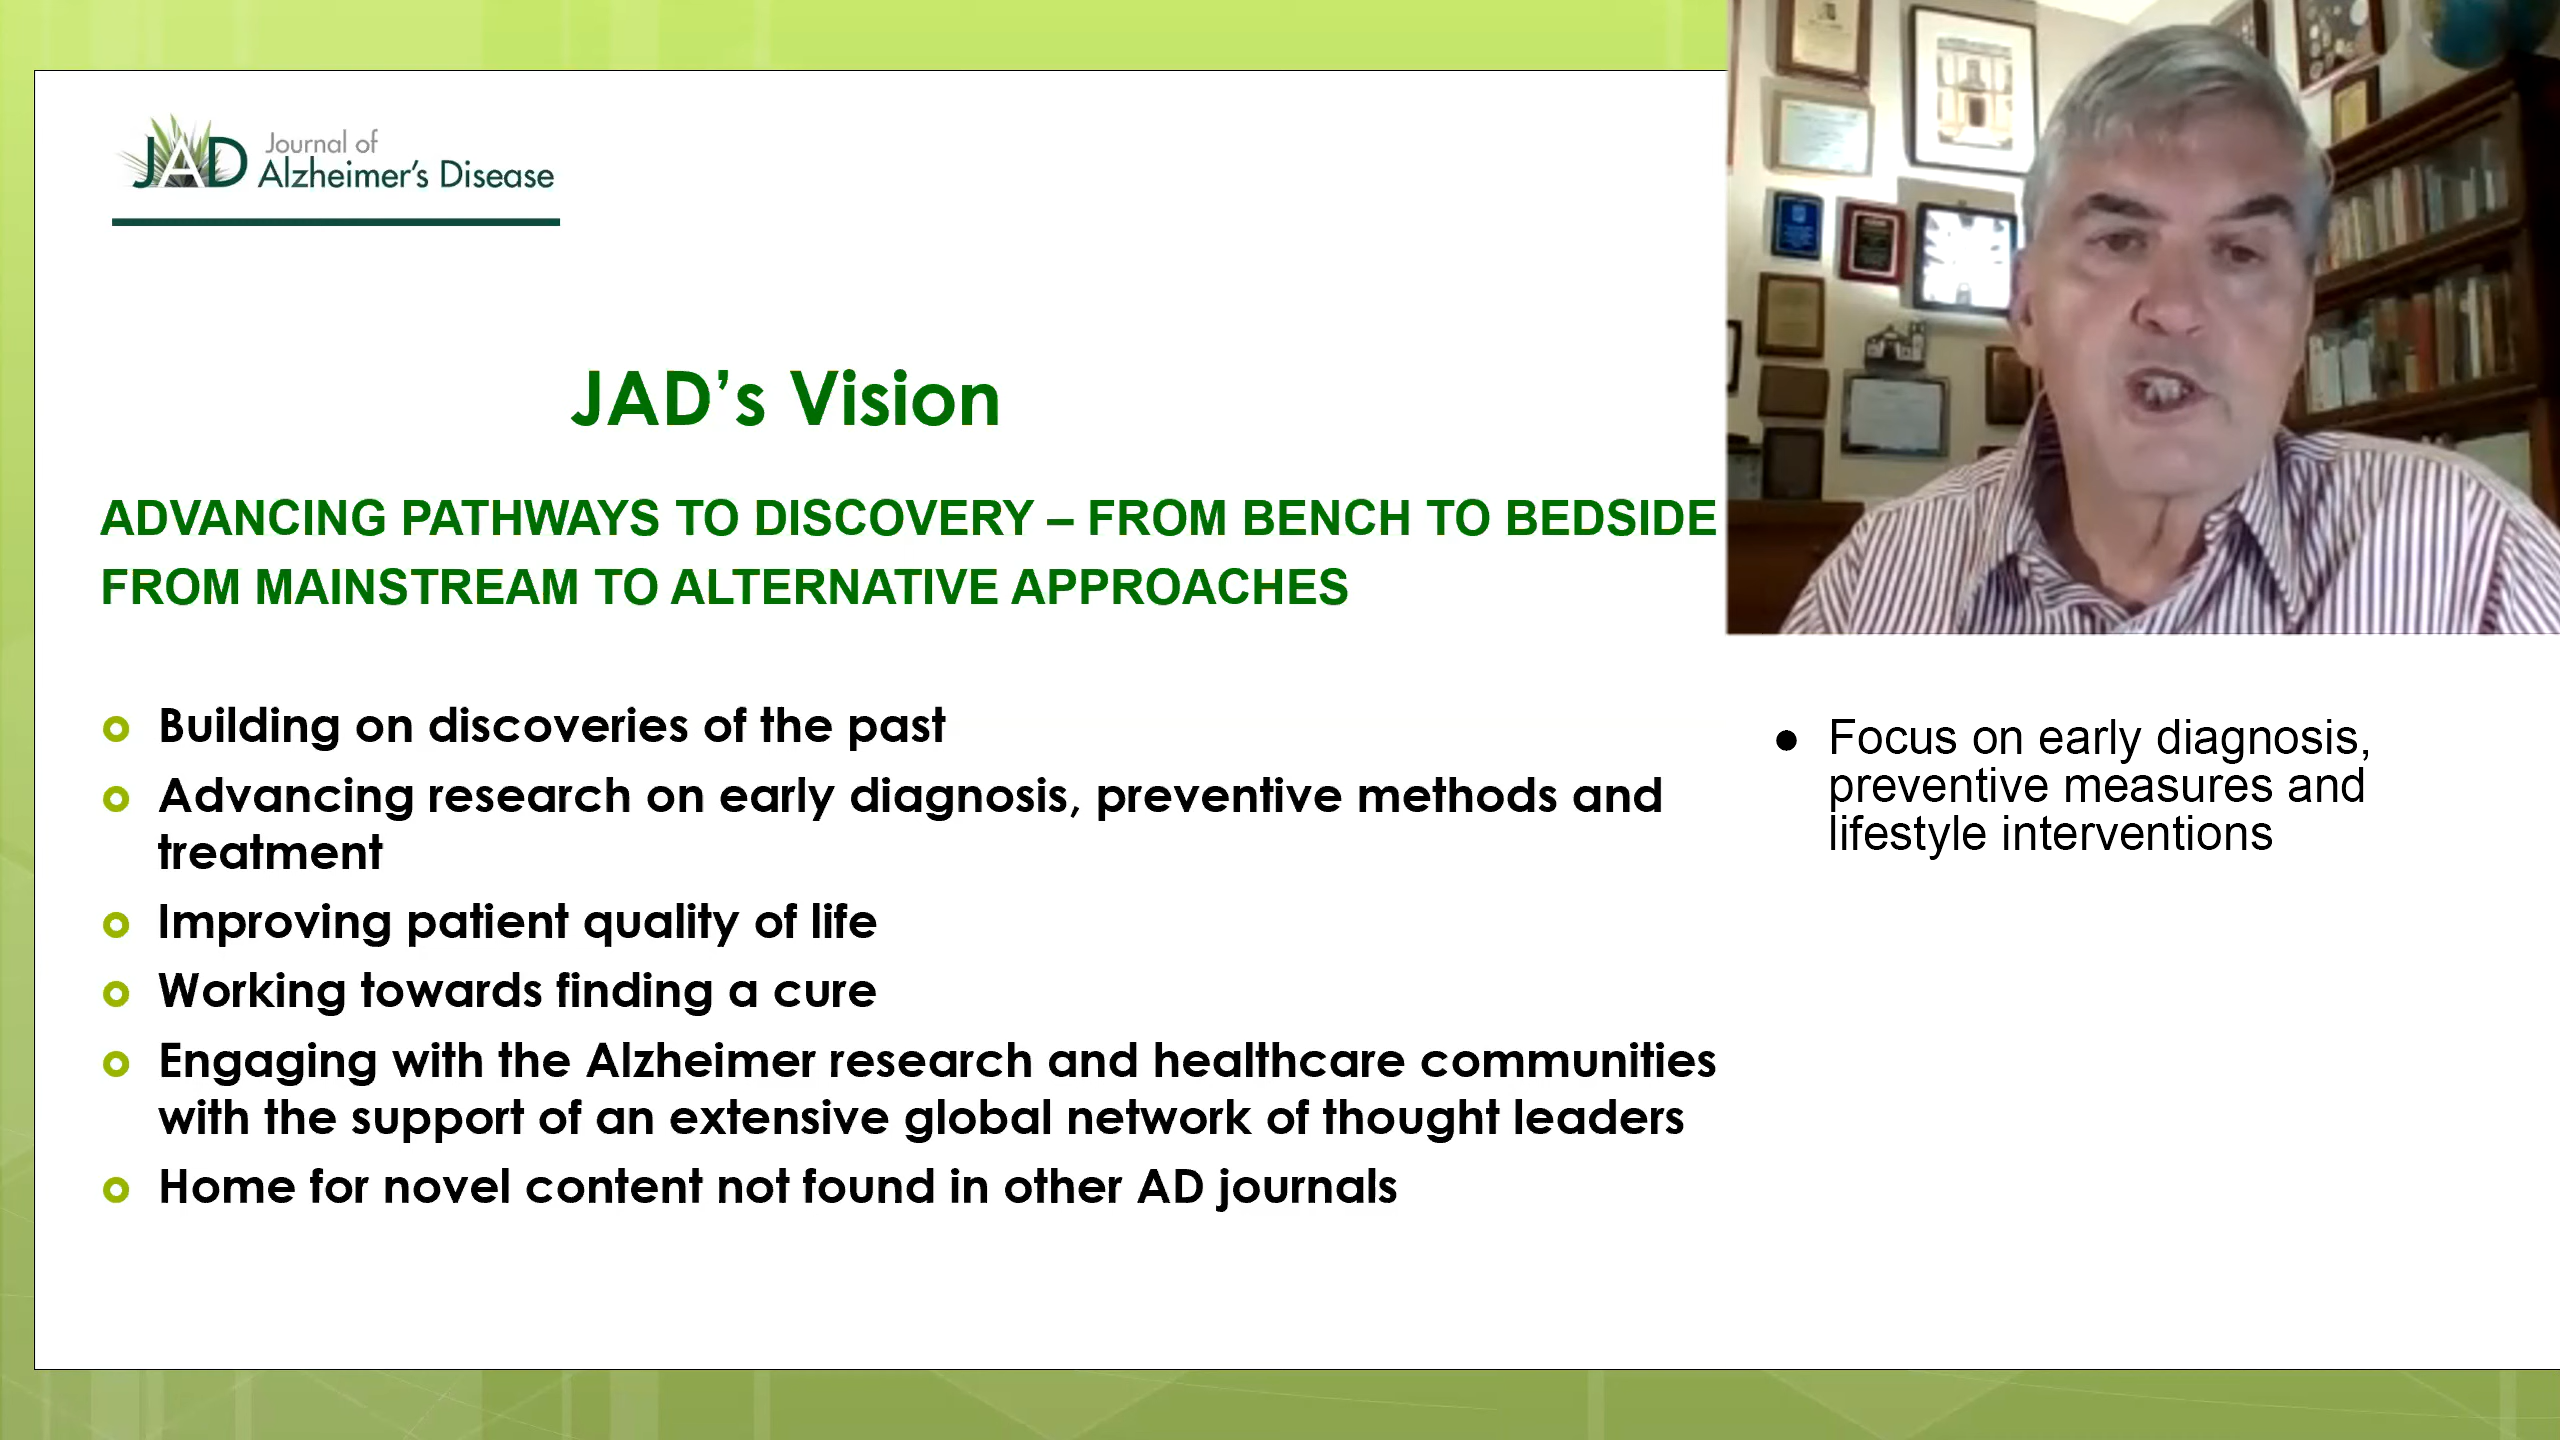 JAD Journal of
Alzheimer's Disease
JAD’s Vision
ADVANCING PATHWAYS TO DISCOVERY – FROM BENCH TO BEDSIDE
FROM MAINSTREAM TO ALTERNATIVE APPROACHES
Building on discoveries of the past
Advancing research on early diagnosis, preventive methods and
treatment
Improving patient quality of life
Working towards finding a cure
Engaging with the Alzheimer research and healthcare communities
with the support of an extensive global network of thought leaders
Home for novel content not found in other AD journals
● Focus on early diagnosis,
preventive measures and
lifestyle interventions